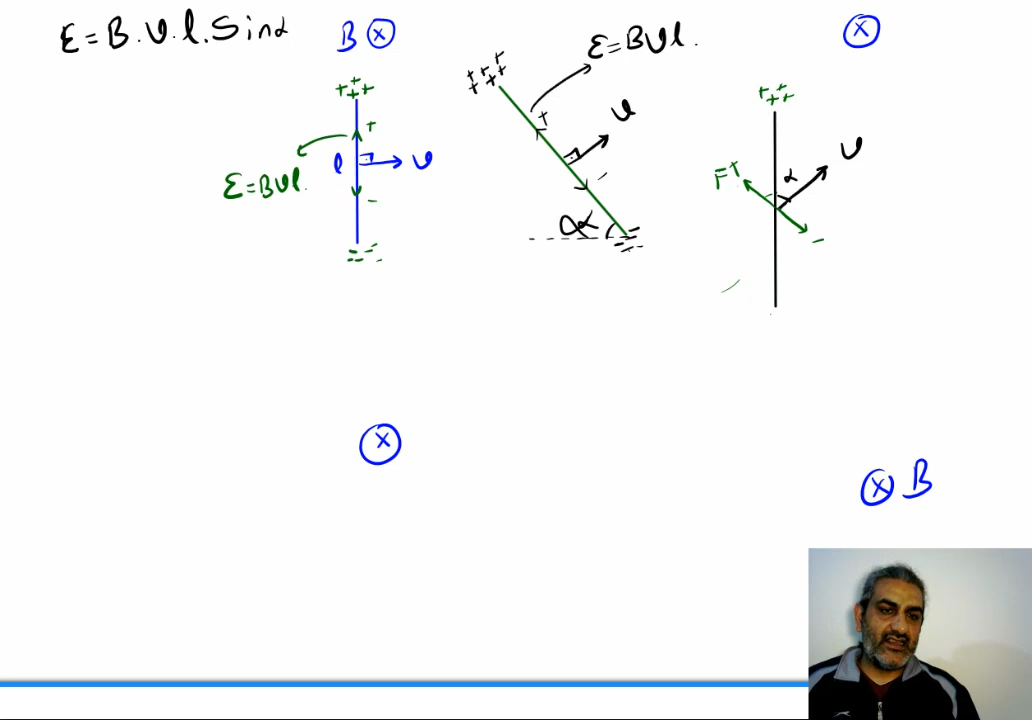 ε=B.υ.l.Sinα
B ⊗
+++
+
l
υ
ε=Bυl.
-
---
++++
ε=Bυl.
+
υ
-
α
---
⊗
++++
υ
α
F+
-
⊗
⊗ B